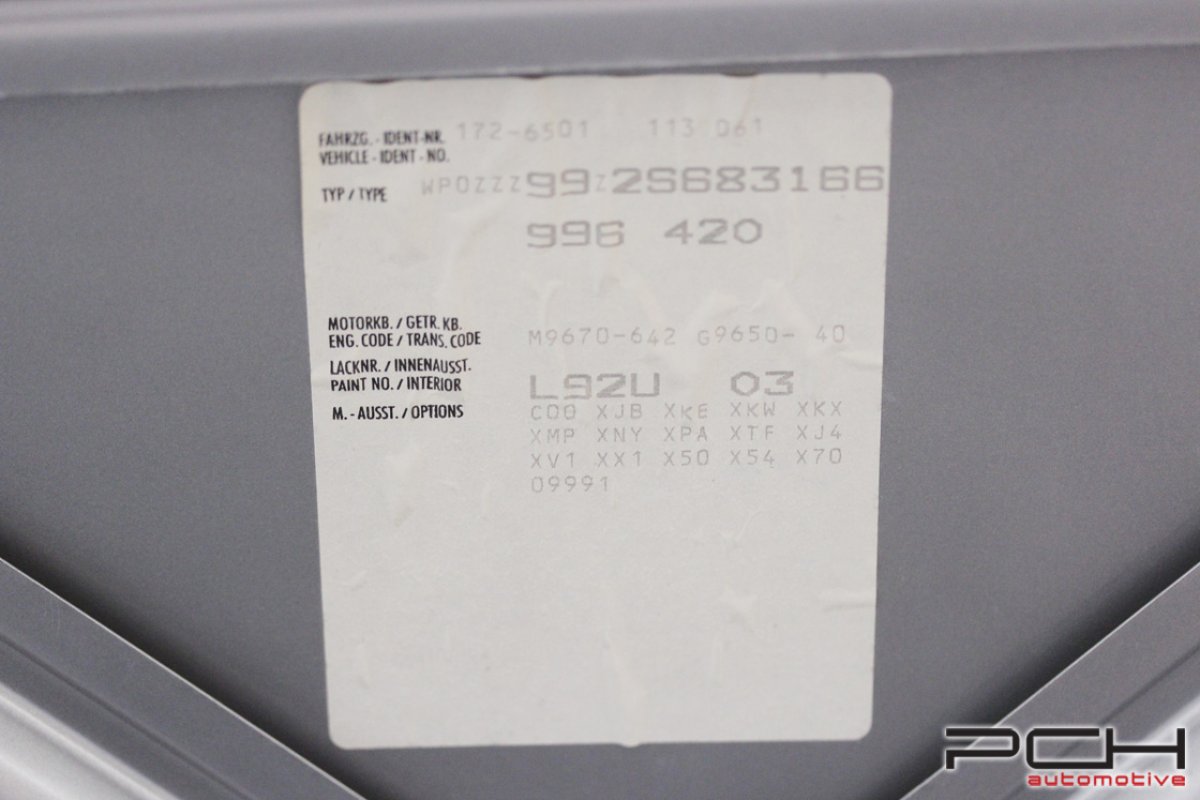 FAHRZG. - IDENT-NR. 172-6501 113 061
VEHICLE - IDENT - NO.
TYP / TYPE WPOZZZ99Z2S683166
996 420
MOTORKB. / GETR. KB.
ENG. CODE / TRANS. CODE M9670-642 G9650- 40
LACKNR. / INNENAUSST.
PAINT NO. / INTERIOR L92U 03
M. - AUSST. / OPTIONS C00 XJB XKE XKW XKX
XMP XNY XPA XTF XJ4
XV1 XX1 X50 X54 X70
09991
PCH
automotive